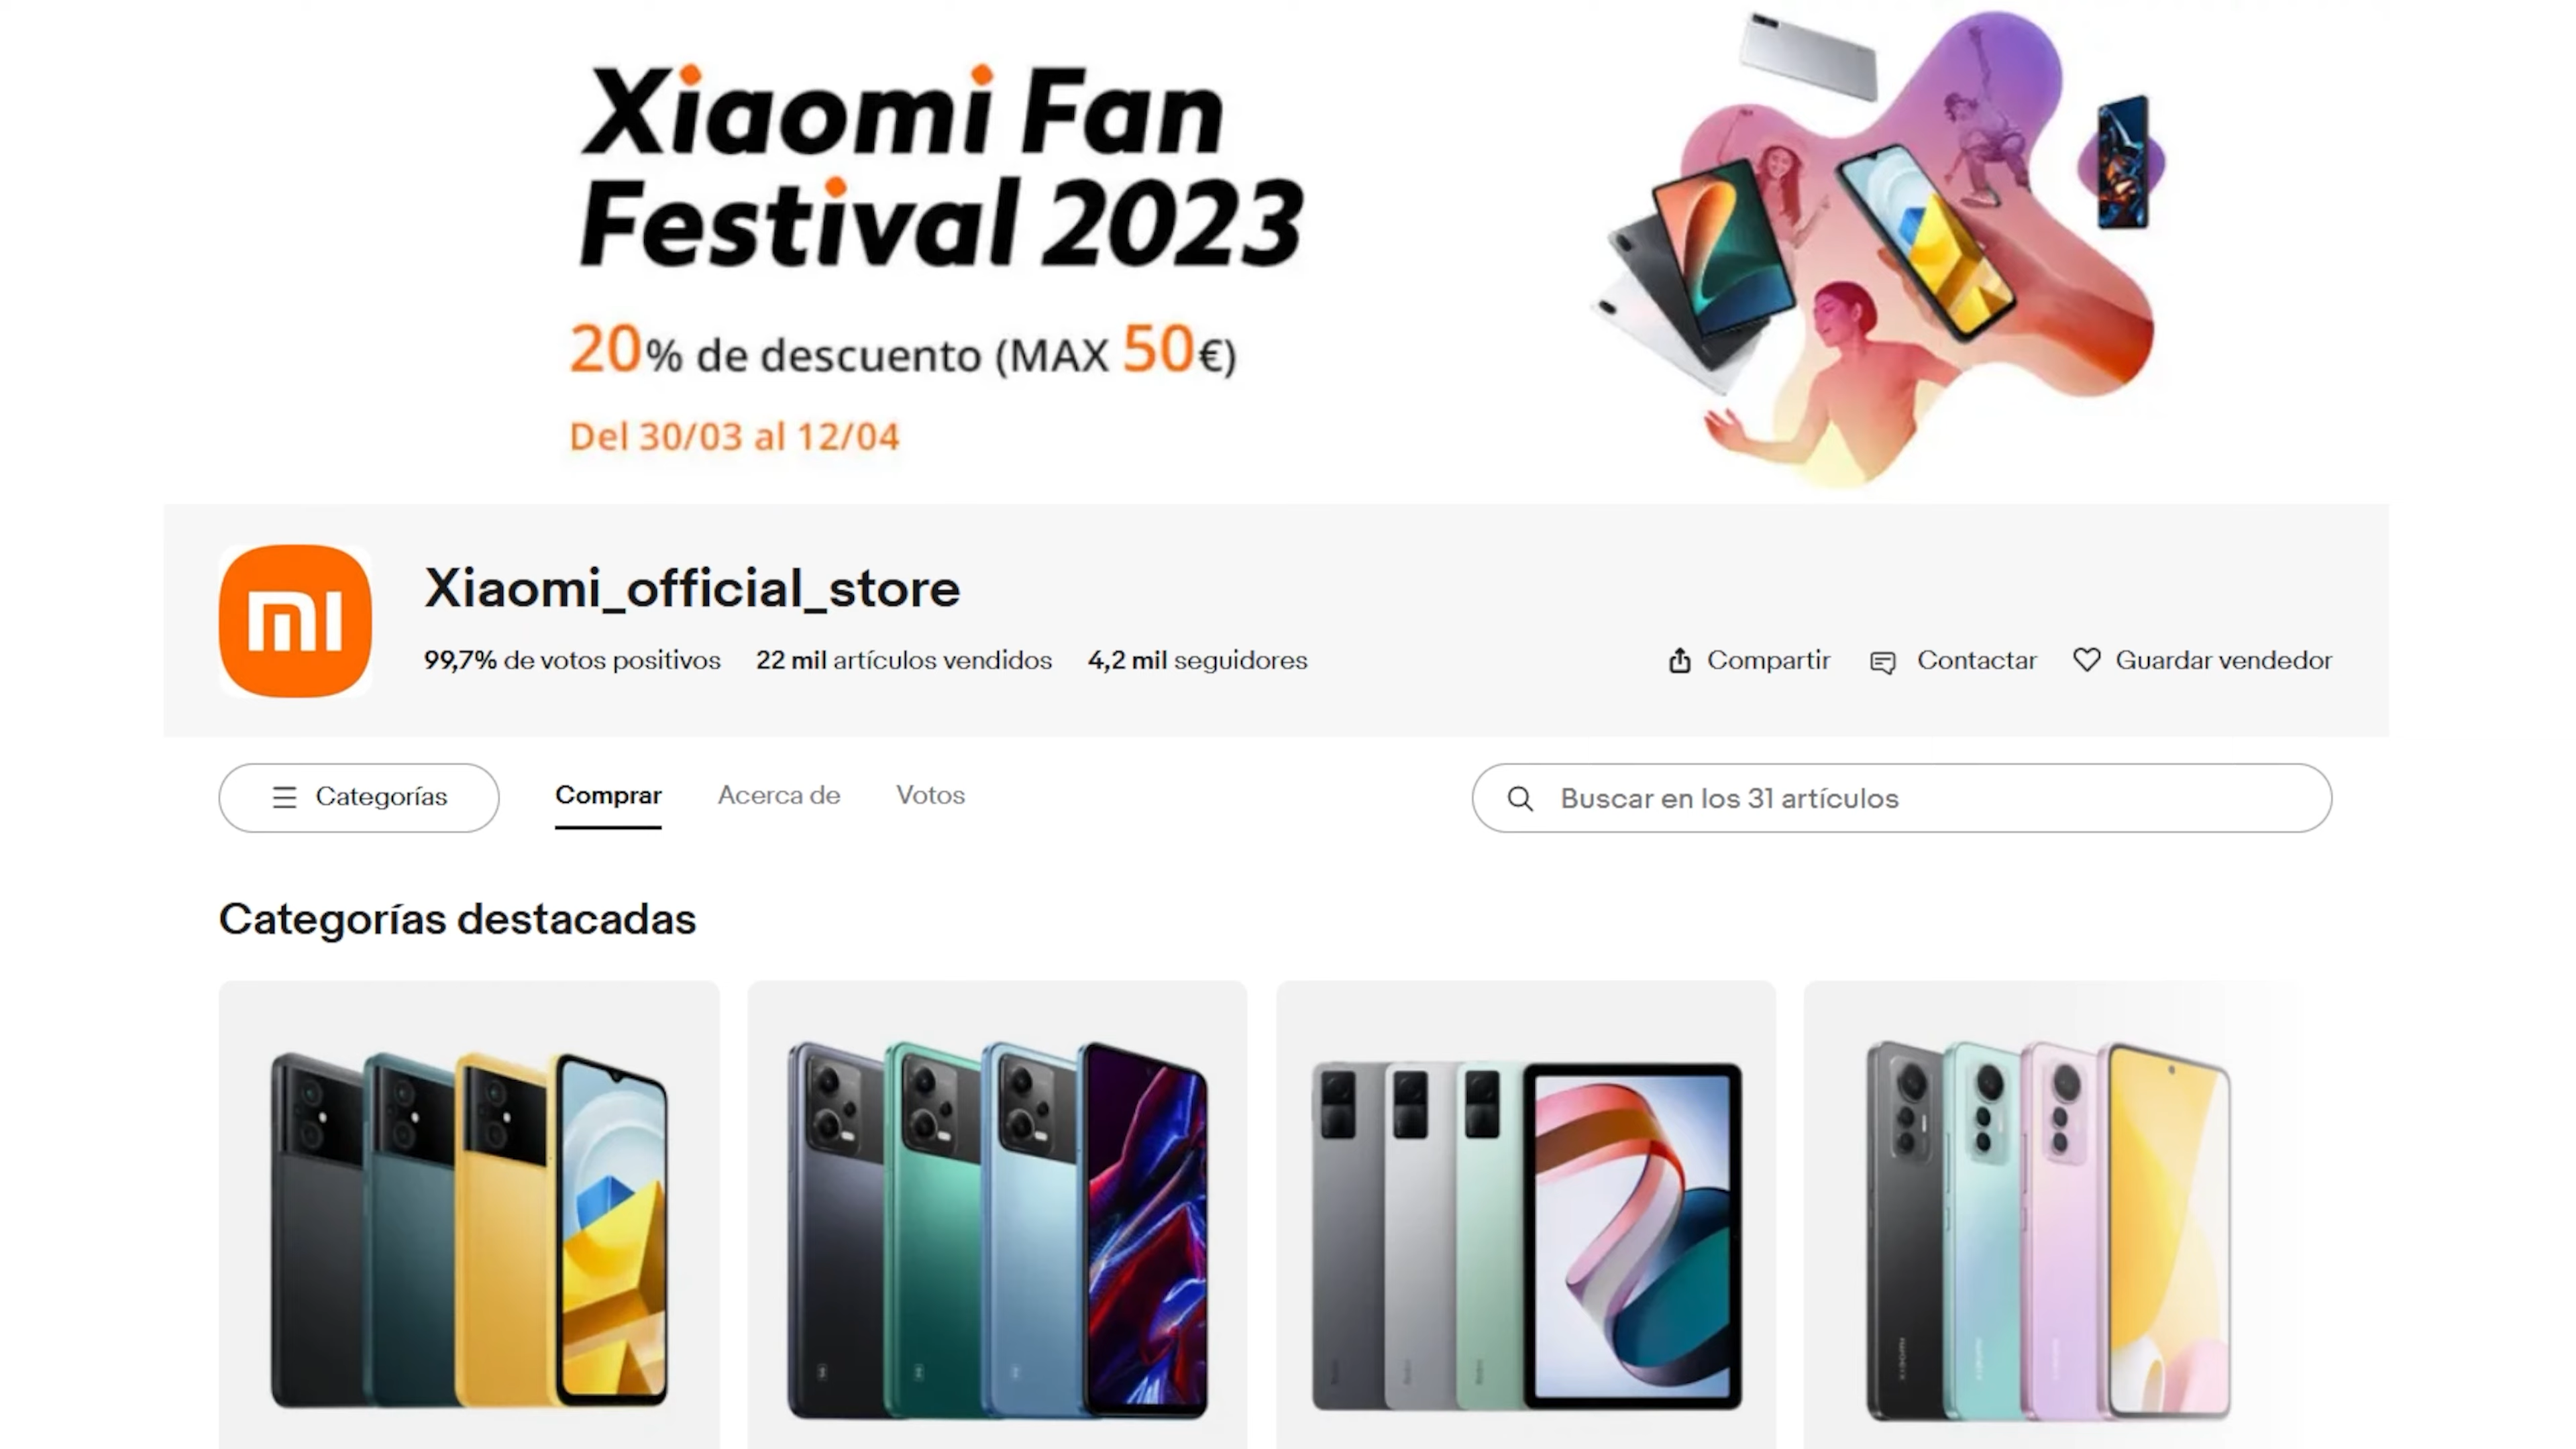 Xiaomi Fan
Festival 2023
20% de descuento (MAX 50€)
Del 30/03 al 12/04
mi
Xiaomi_official_store
99,7% de votos positivos 22 mil artículos vendidos 4,2 mil seguidores
Compartir Contactar Guardar vendedor
Categorías Comprar Acerca de Votos
Buscar en los 31 artículos
Categorías destacadas